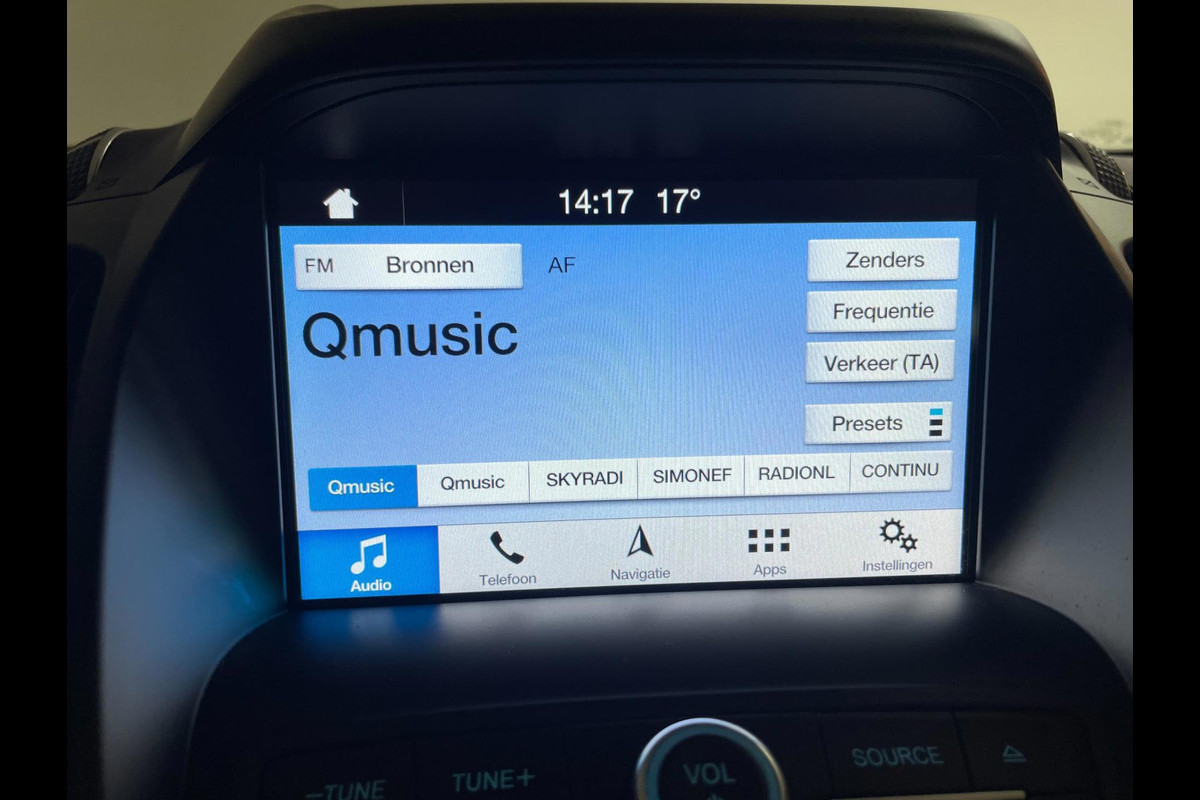 14:17 17°
FM Bronnen AF
Zenders
Qmusic
Frequentie
Verkeer (TA)
Presets
Qmusic Qmusic SKYRADI SIMONEF RADIONL CONTINU
Audio Telefoon Navigatie Apps Instellingen
–TUNE TUNE+ VOL SOURCE